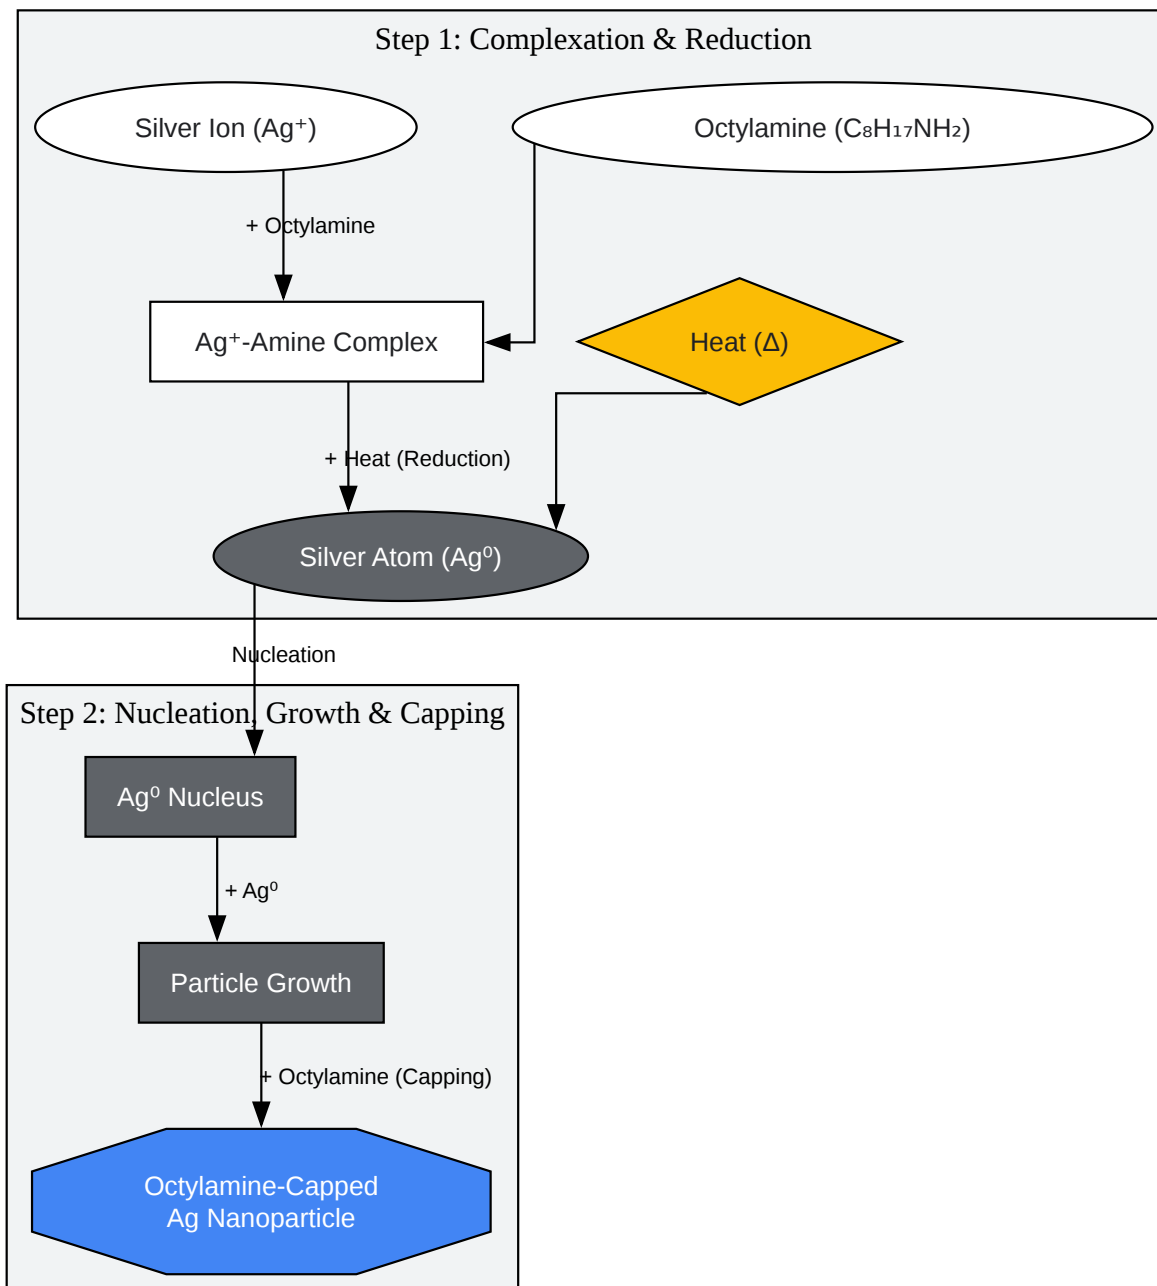 Step 1: Complexation & Reduction
Silver Ion (Ag⁺)
Octylamine (C₈H₁₇NH₂)
+ Octylamine
Ag⁺-Amine Complex
Heat (Δ)
+ Heat (Reduction)
Silver Atom (Ag⁰)
Nucleation
Step 2: Nucleation, Growth & Capping
Ag⁰ Nucleus
+ Ag⁰
Particle Growth
+ Octylamine (Capping)
Octylamine-Capped
Ag Nanoparticle